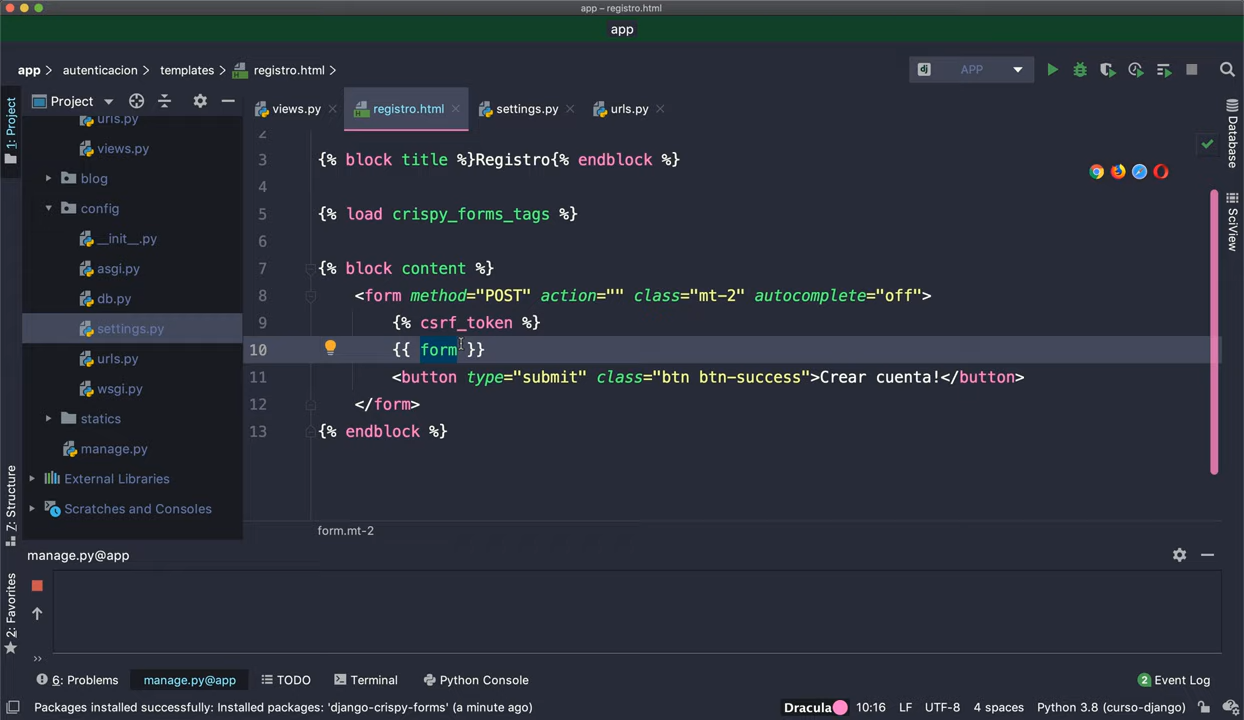 app – registro.html
app
app autenticacion templates registro.html
APP
1: Project
Project
views.py registro.html settings.py urls.py
Database
SciView
urls.py
views.py
blog
config
__init__.py
asgi.py
db.py
settings.py
urls.py
wsgi.py
statics
manage.py
External Libraries
Scratches and Consoles
2
3 {% block title %}Registro{% endblock %}
4
5 {% load crispy_forms_tags %}
6
7 {% block content %}
8 <form method="POST" action="" class="mt-2" autocomplete="off">
9 {% csrf_token %}
10 {{ form }}
11 <button type="submit" class="btn btn-success">Crear cuenta!</button>
12 </form>
13 {% endblock %}
form.mt-2
Z: Structure
2: Favorites
manage.py@app
6: Problems manage.py@app TODO Terminal Python Console 2 Event Log
Packages installed successfully: Installed packages: 'django-crispy-forms' (a minute ago) Dracula 10:16 LF UTF-8 4 spaces Python 3.8 (curso-django)